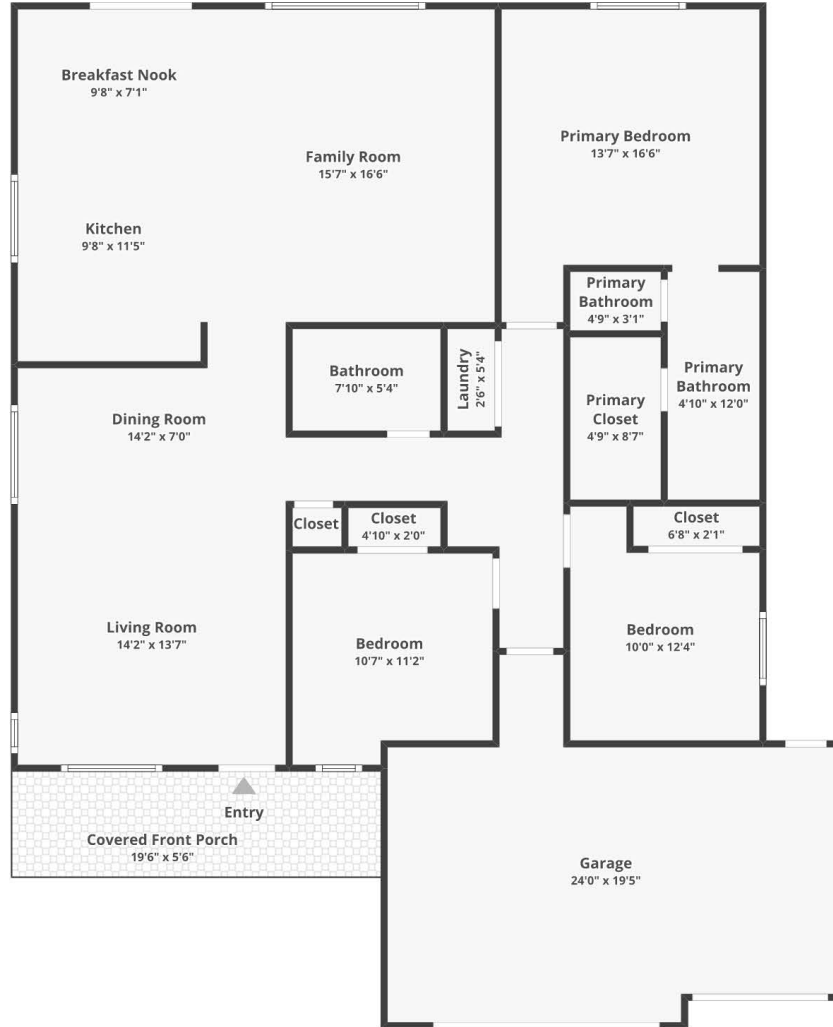 Breakfast Nook
9'8" x 7'1"
Family Room
15'7" x 16'6"
Primary Bedroom
13'7" x 16'6"
Kitchen
9'8" x 11'5"
Primary
Bathroom
4'9" x 3'1"
Bathroom
7'10" x 5'4"
Laundry
2'6" x 5'4"
Primary
Closet
4'9" x 8'7"
Primary
Bathroom
4'10" x 12'0"
Dining Room
14'2" x 7'0"
Closet
Closet
4'10" x 2'0"
Closet
6'8" x 2'1"
Living Room
14'2" x 13'7"
Bedroom
10'7" x 11'2"
Bedroom
10'0" x 12'4"
Entry
Covered Front Porch
19'6" x 5'6"
Garage
24'0" x 19'5"